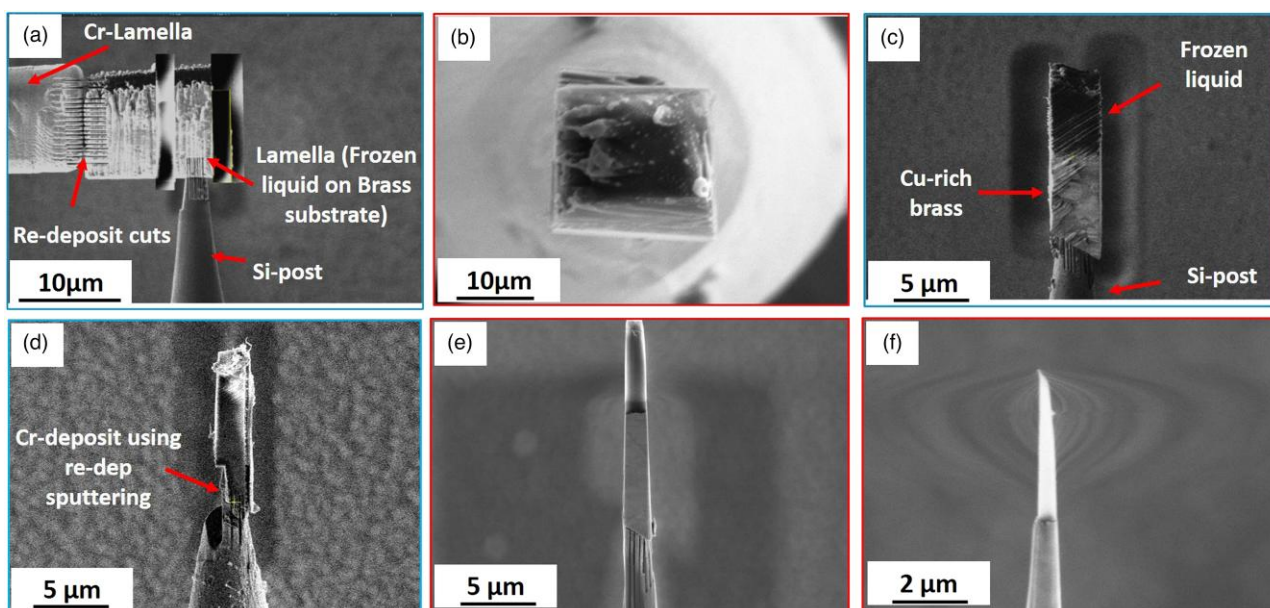 (a)
Cr-Lamella
Lamella (Frozen
liquid on Brass
substrate)
Re-deposit cuts
Si-post
10μm
(b)
10μm
(c)
Frozen
liquid
Cu-rich
brass
Si-post
5 μm
(d)
Cr-deposit using
re-dep
sputtering
5 μm
(e)
5 μm
(f)
2 μm